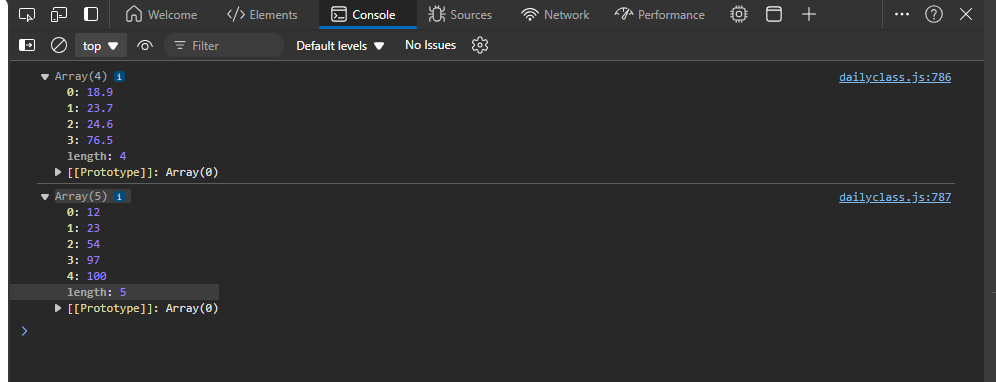 Welcome Elements Console Sources Network Performance
top Filter Default levels No Issues
Array(4) i dailyclass.js:786
0: 18.9
1: 23.7
2: 24.6
3: 76.5
length: 4
[[Prototype]]: Array(0)
Array(5) i dailyclass.js:787
0: 12
1: 23
2: 54
3: 97
4: 100
length: 5
[[Prototype]]: Array(0)